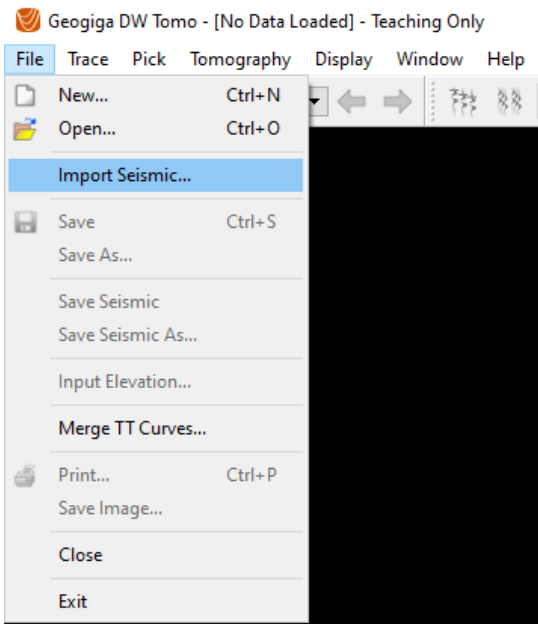 Geogiga DW Tomo - [No Data Loaded] - Teaching Only
File Trace Pick Tomography Display Window Help
New... Ctrl+N
Open... Ctrl+O
Import Seismic...
Save Ctrl+S
Save As...
Save Seismic
Save Seismic As...
Input Elevation...
Merge TT Curves...
Print... Ctrl+P
Save Image...
Close
Exit